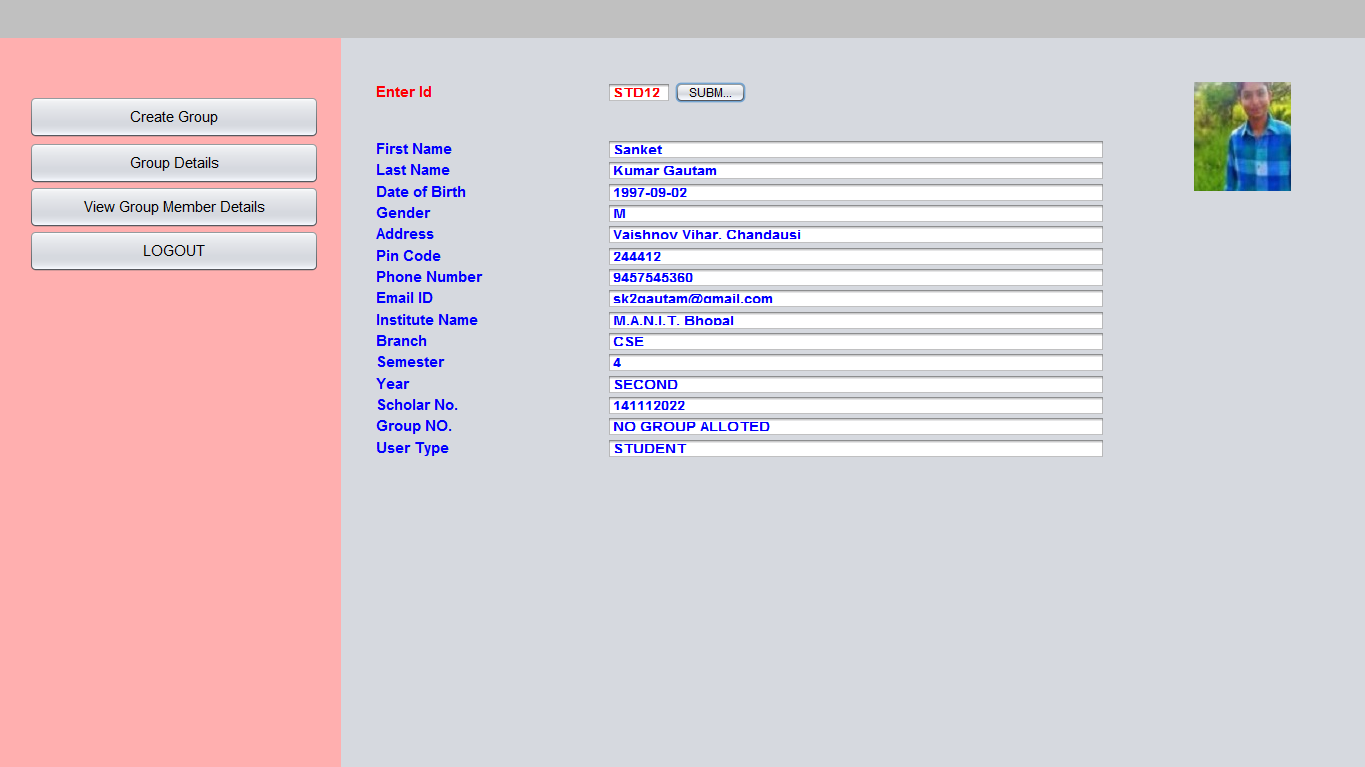 Create Group
Group Details
View Group Member Details
LOGOUT
Enter Id STD12 SUBM...
First Name Sanket
Last Name Kumar Gautam
Date of Birth 1997-09-02
Gender M
Address Vaishnov Vihar, Chandausi
Pin Code 244412
Phone Number 9457545360
Email ID sk2gautam@gmail.com
Institute Name M.A.N.I.T. Bhopal
Branch CSE
Semester 4
Year SECOND
Scholar No. 141112022
Group NO. NO GROUP ALLOTED
User Type STUDENT